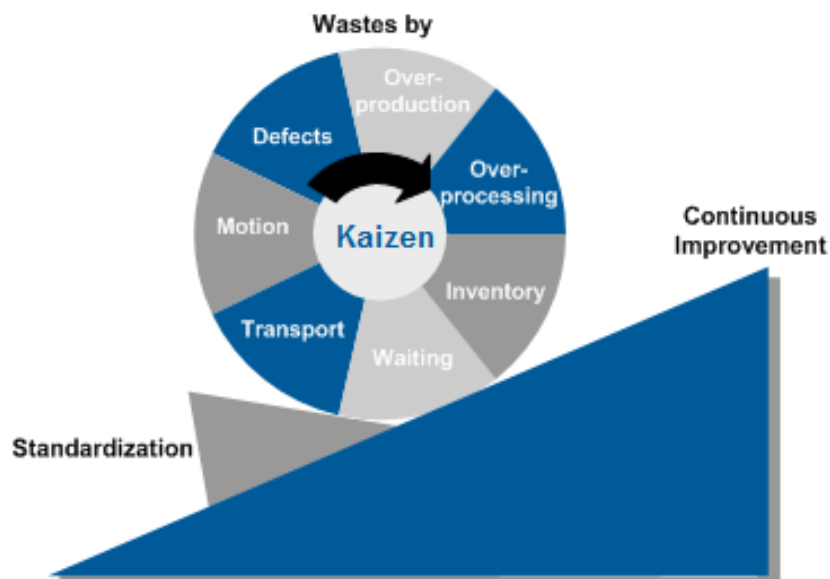 Wastes by
Over-
production
Defects
Over-
processing
Motion
Kaizen
Continuous
Improvement
Inventory
Transport
Waiting
Standardization